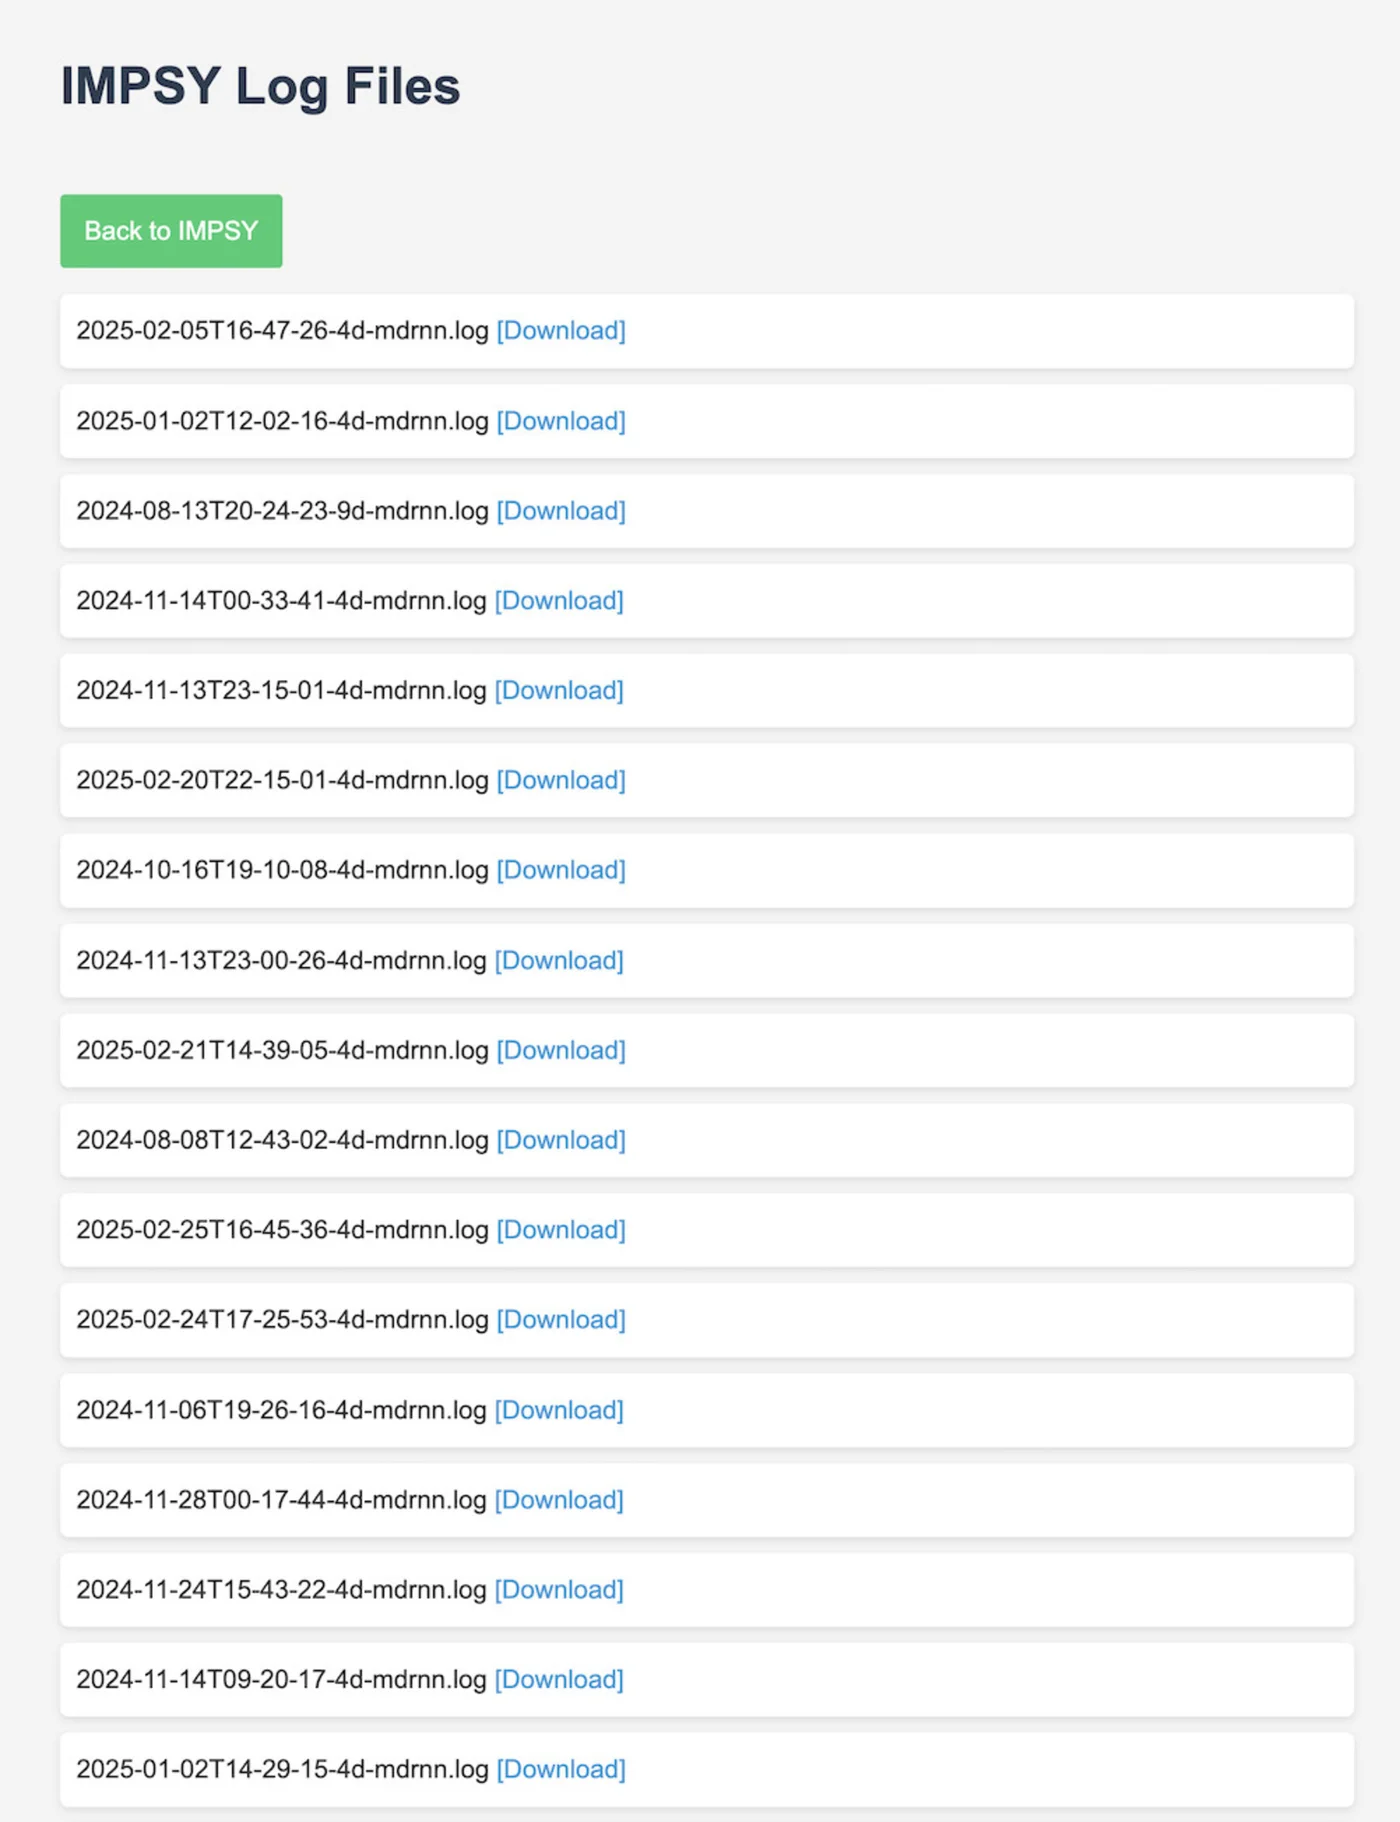 IMPSY Log Files
Back to IMPSY
2025-02-05T16-47-26-4d-mdrnn.log [Download]
2025-01-02T12-02-16-4d-mdrnn.log [Download]
2024-08-13T20-24-23-9d-mdrnn.log [Download]
2024-11-14T00-33-41-4d-mdrnn.log [Download]
2024-11-13T23-15-01-4d-mdrnn.log [Download]
2025-02-20T22-15-01-4d-mdrnn.log [Download]
2024-10-16T19-10-08-4d-mdrnn.log [Download]
2024-11-13T23-00-26-4d-mdrnn.log [Download]
2025-02-21T14-39-05-4d-mdrnn.log [Download]
2024-08-08T12-43-02-4d-mdrnn.log [Download]
2025-02-25T16-45-36-4d-mdrnn.log [Download]
2025-02-24T17-25-53-4d-mdrnn.log [Download]
2024-11-06T19-26-16-4d-mdrnn.log [Download]
2024-11-28T00-17-44-4d-mdrnn.log [Download]
2024-11-24T15-43-22-4d-mdrnn.log [Download]
2024-11-14T09-20-17-4d-mdrnn.log [Download]
2025-01-02T14-29-15-4d-mdrnn.log [Download]